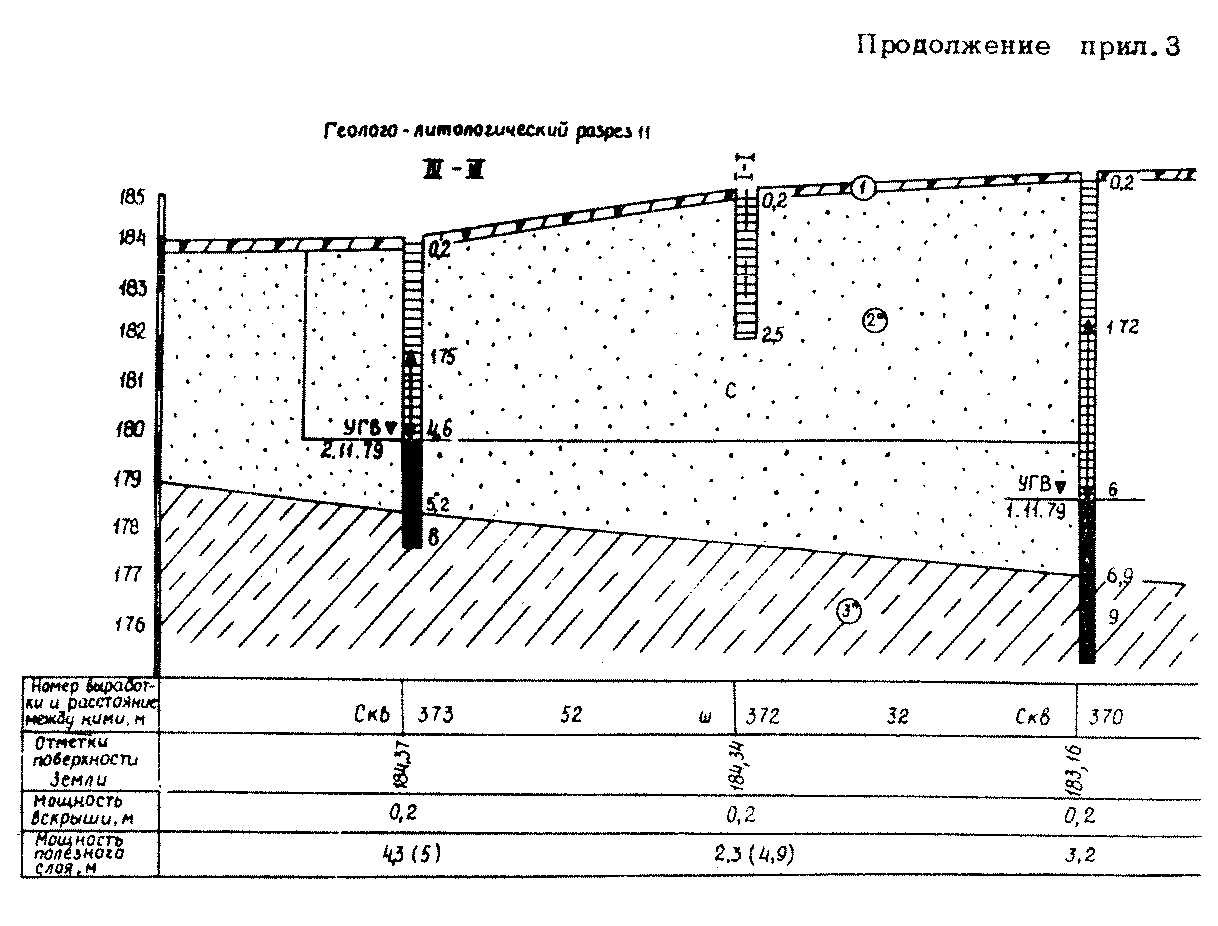 Продолжение прил.3
Геолого-литологический разрез 11
III - III
I-I
185
184
183
182
181
180
179
178
177
176
0,2
175
УГВ
4,6
2.11.79
5,2
8
0,2
2,5
1
2а
С
0,2
172
УГВ
6
1.11.79
6,9
9
3а
Номер выработ-
ки и расстояние
между ними, м
Скв 373 52 ш 372 32 Скв 370
Отметки
поверхности
Земли
184,37 184,34 183,16
Мощность
вскрыши, м
0,2 0,2 0,2
Мощность
полезного
слоя, м
4,3 (5) 2,3 (4,9) 3,2